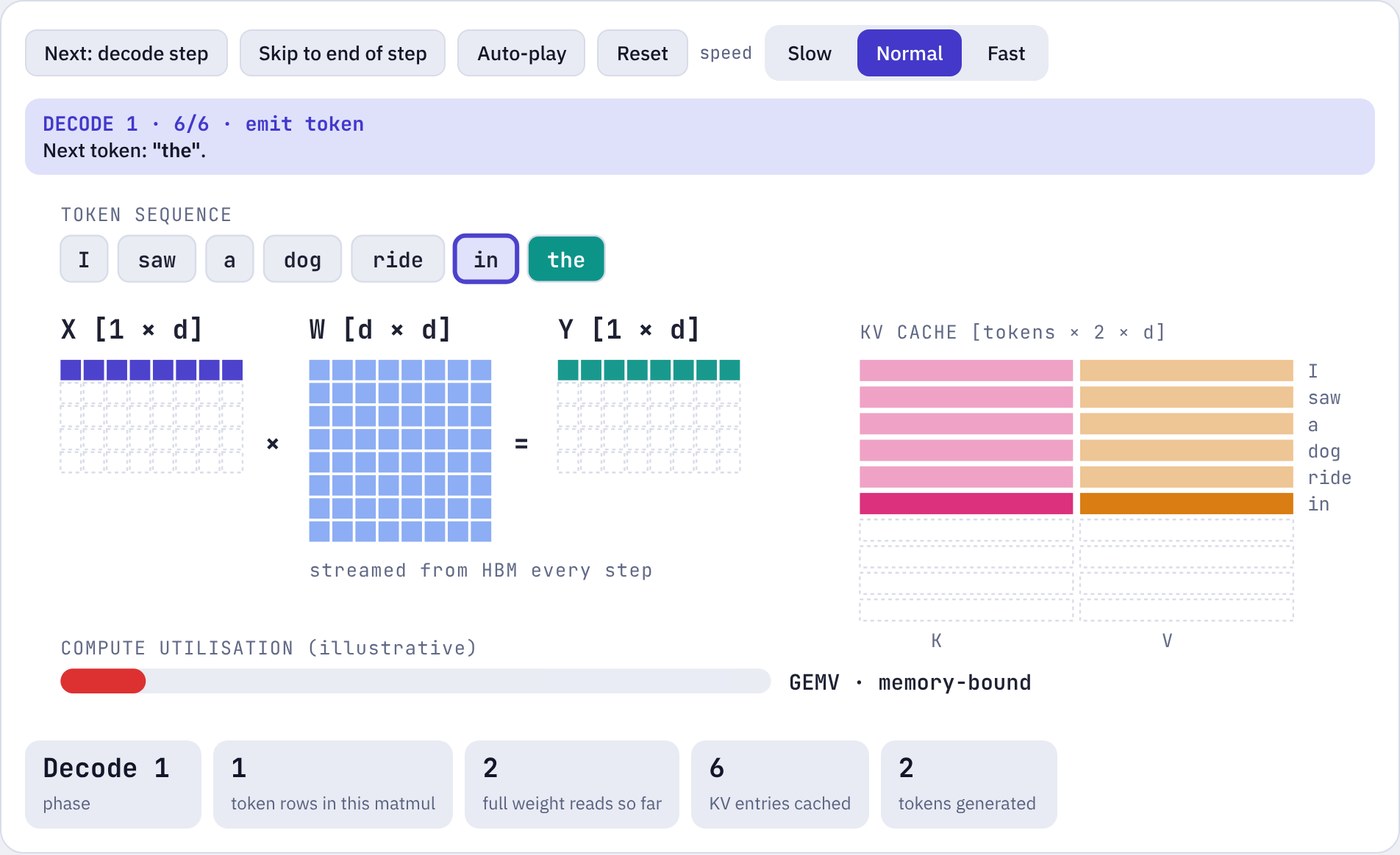 Next: decode step Skip to end of step Auto-play Reset speed Slow Normal Fast
DECODE 1 · 6/6 · emit token
Next token: "the".
TOKEN SEQUENCE
I saw a dog ride in the
X [1 × d] W [d × d] Y [1 × d]
KV CACHE [tokens × 2 × d]
I
saw
a
dog
ride
in
× =
streamed from HBM every step
K V
COMPUTE UTILISATION (illustrative)
GEMV · memory-bound
Decode 1
phase
1
token rows in this matmul
2
full weight reads so far
6
KV entries cached
2
tokens generated